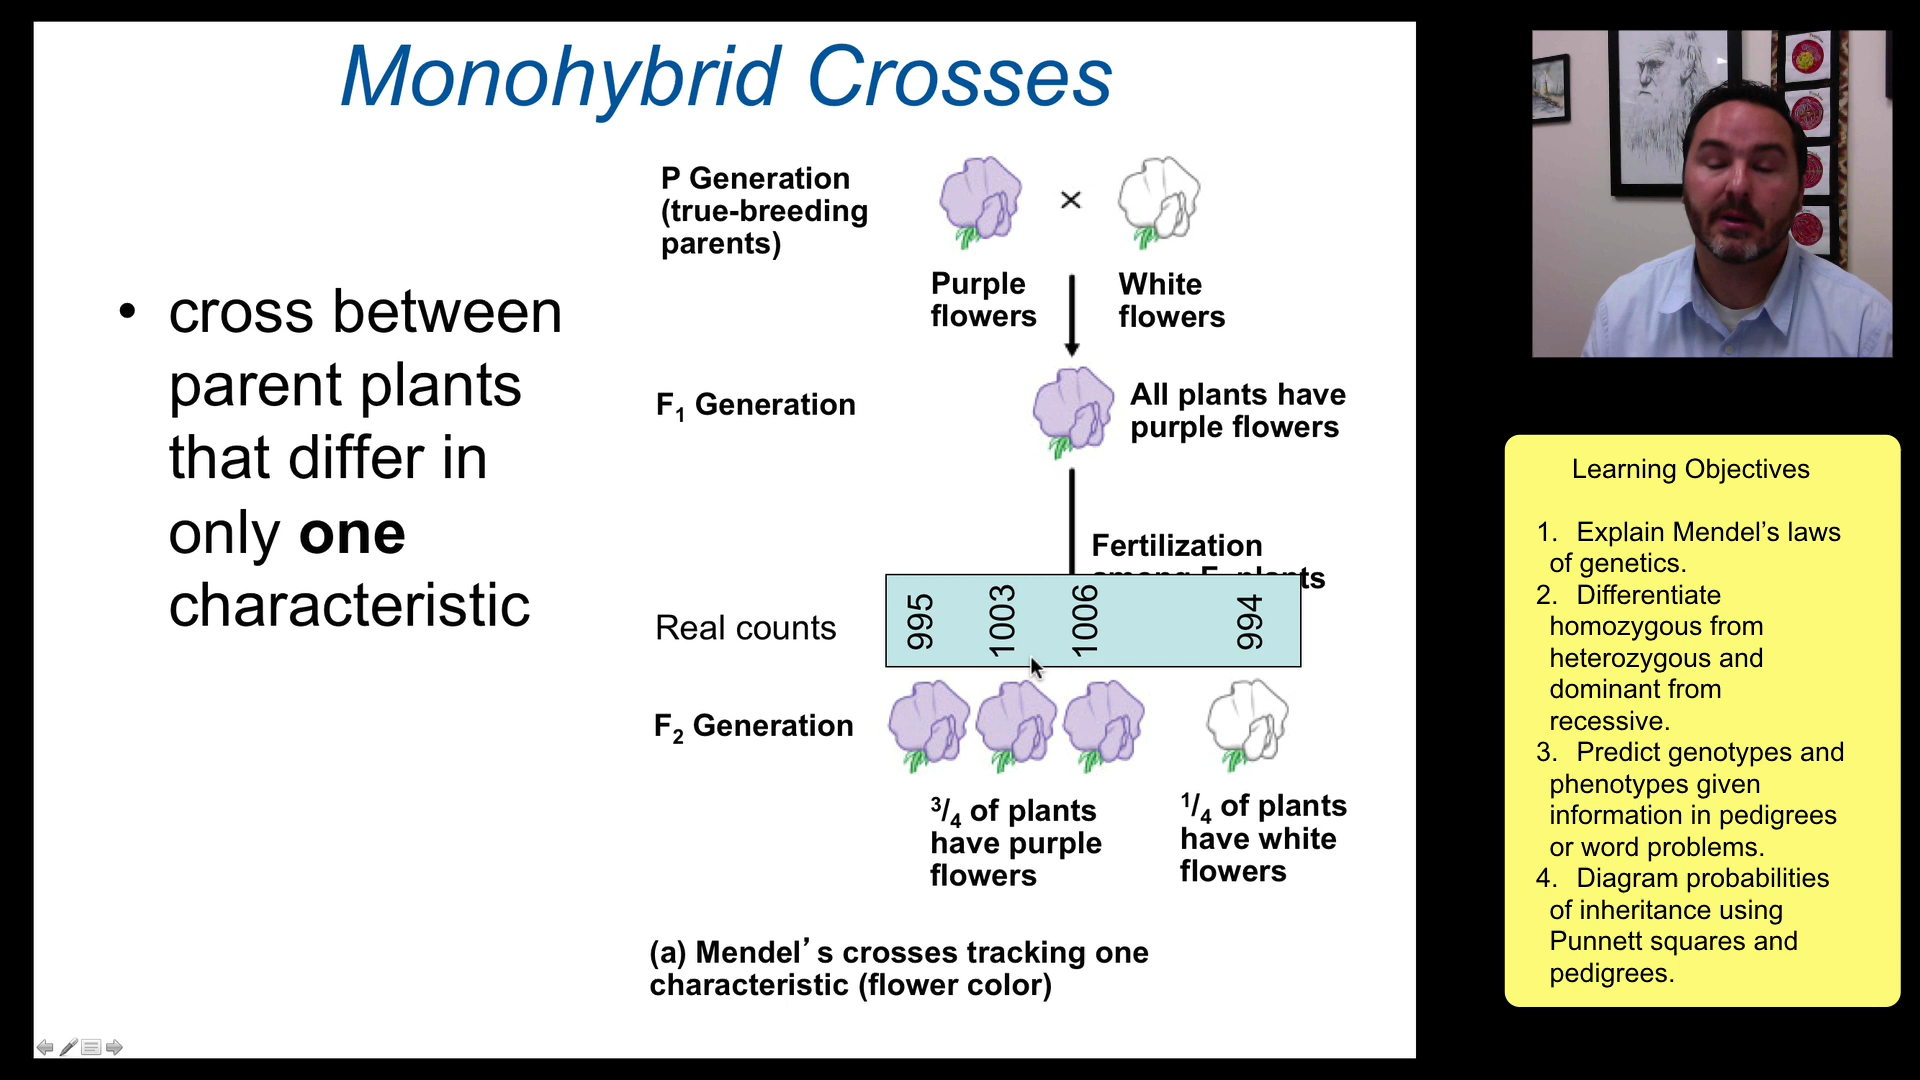 Monohybrid Crosses
• cross between
parent plants
that differ in
only one
characteristic
P Generation
(true-breeding
parents)
×
Purple
flowers
White
flowers
F₁ Generation
All plants have
purple flowers
Fertilization
among F₁ plants
Real counts
995 1003 1006 994
F₂ Generation
3/4 of plants
have purple
flowers
1/4 of plants
have white
flowers
(a) Mendel’s crosses tracking one
characteristic (flower color)
Learning Objectives
1. Explain Mendel’s laws
of genetics.
2. Differentiate
homozygous from
heterozygous and
dominant from
recessive.
3. Predict genotypes and
phenotypes given
information in pedigrees
or word problems.
4. Diagram probabilities
of inheritance using
Punnett squares and
pedigrees.